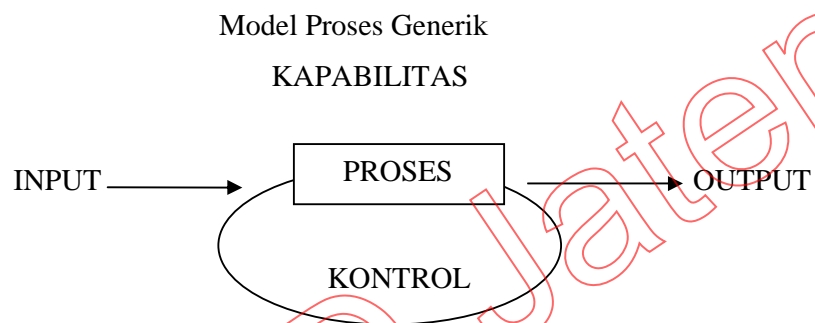 Model Proses Generik
KAPABILITAS
INPUT PROSES OUTPUT
KONTROL